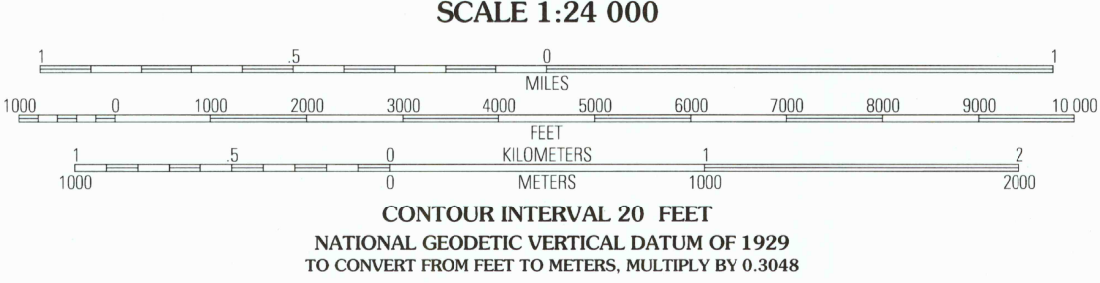 SCALE 1:24 000
1 .5 0 1
MILES
1000 0 1000 2000 3000 4000 5000 6000 7000 8000 9000 10 000
FEET
1 .5 0 KILOMETERS 1 2
1000 0 METERS 1000 2000
CONTOUR INTERVAL 20 FEET
NATIONAL GEODETIC VERTICAL DATUM OF 1929
TO CONVERT FROM FEET TO METERS, MULTIPLY BY 0.3048